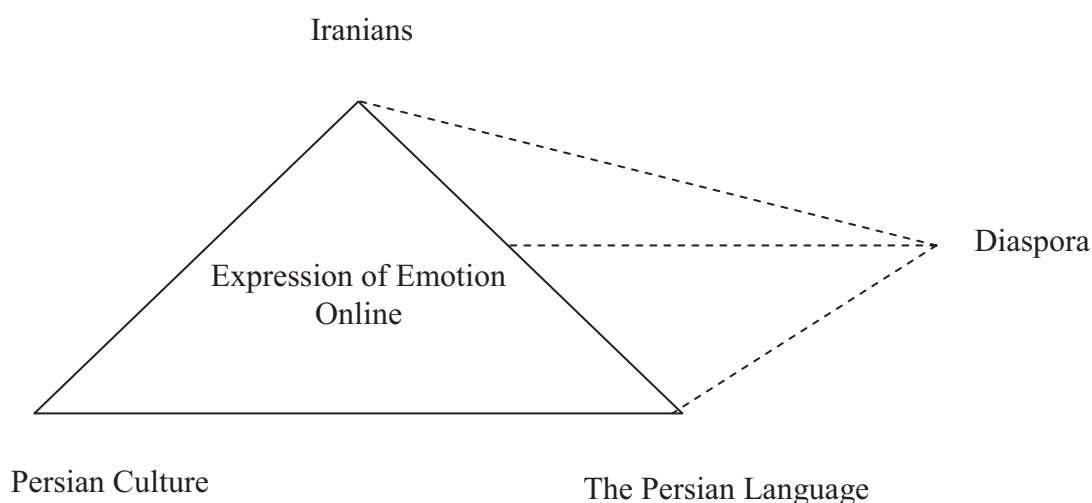 Iranians
Diaspora
Expression of Emotion
Online
Persian Culture
The Persian Language